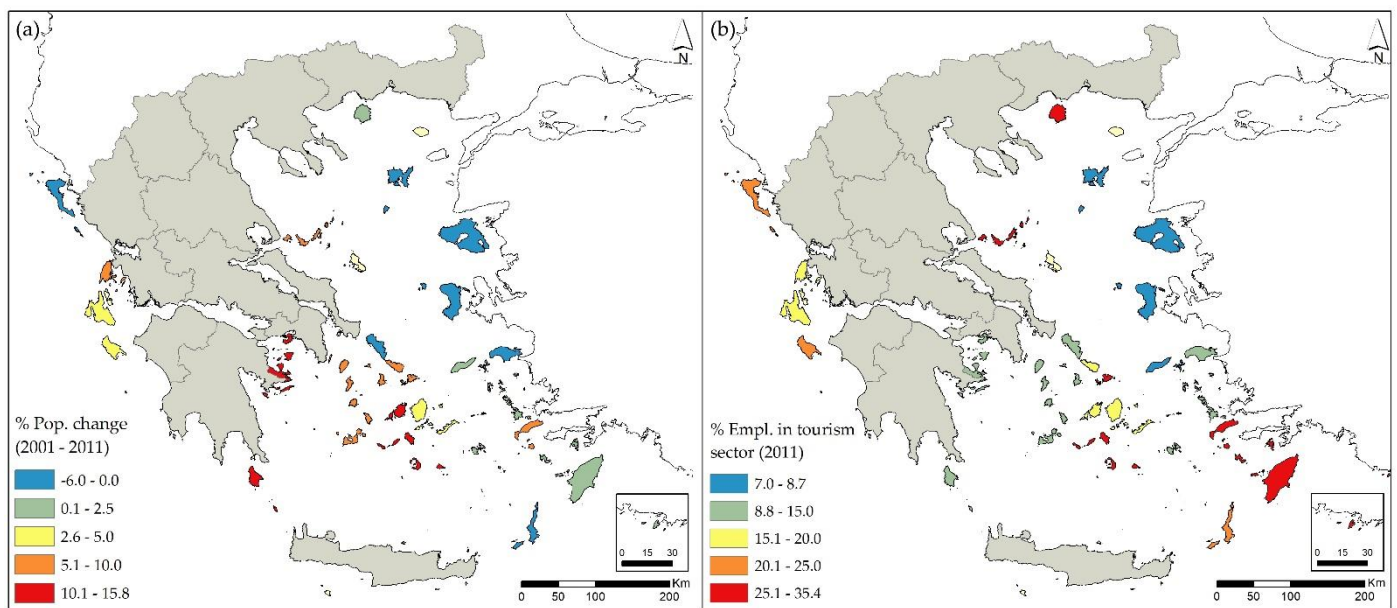 (a)
N
% Pop. change
(2001 - 2011)
-6.0 - 0.0
0.1 - 2.5
2.6 - 5.0
5.1 - 10.0
10.1 - 15.8
0 15 30
Km
0 50 100 200
(b)
N
% Empl. in tourism
sector (2011)
7.0 - 8.7
8.8 - 15.0
15.1 - 20.0
20.1 - 25.0
25.1 - 35.4
0 15 30
Km
0 50 100 200